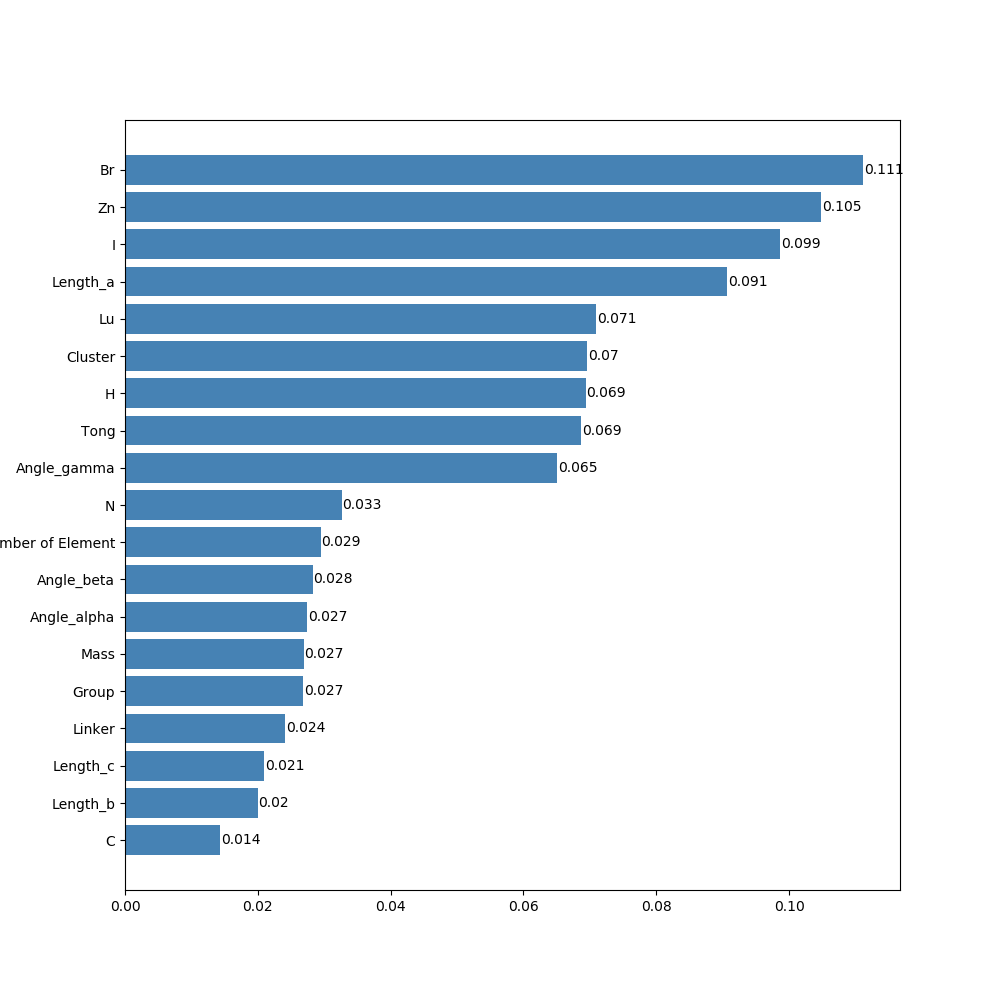 Br 0.111
Zn 0.105
I 0.099
Length_a 0.091
Lu 0.071
Cluster 0.07
H 0.069
Tong 0.069
Angle_gamma 0.065
N 0.033
mber of Element 0.029
Angle_beta 0.028
Angle_alpha 0.027
Mass 0.027
Group 0.027
Linker 0.024
Length_c 0.021
Length_b 0.02
C 0.014
0.00 0.02 0.04 0.06 0.08 0.10